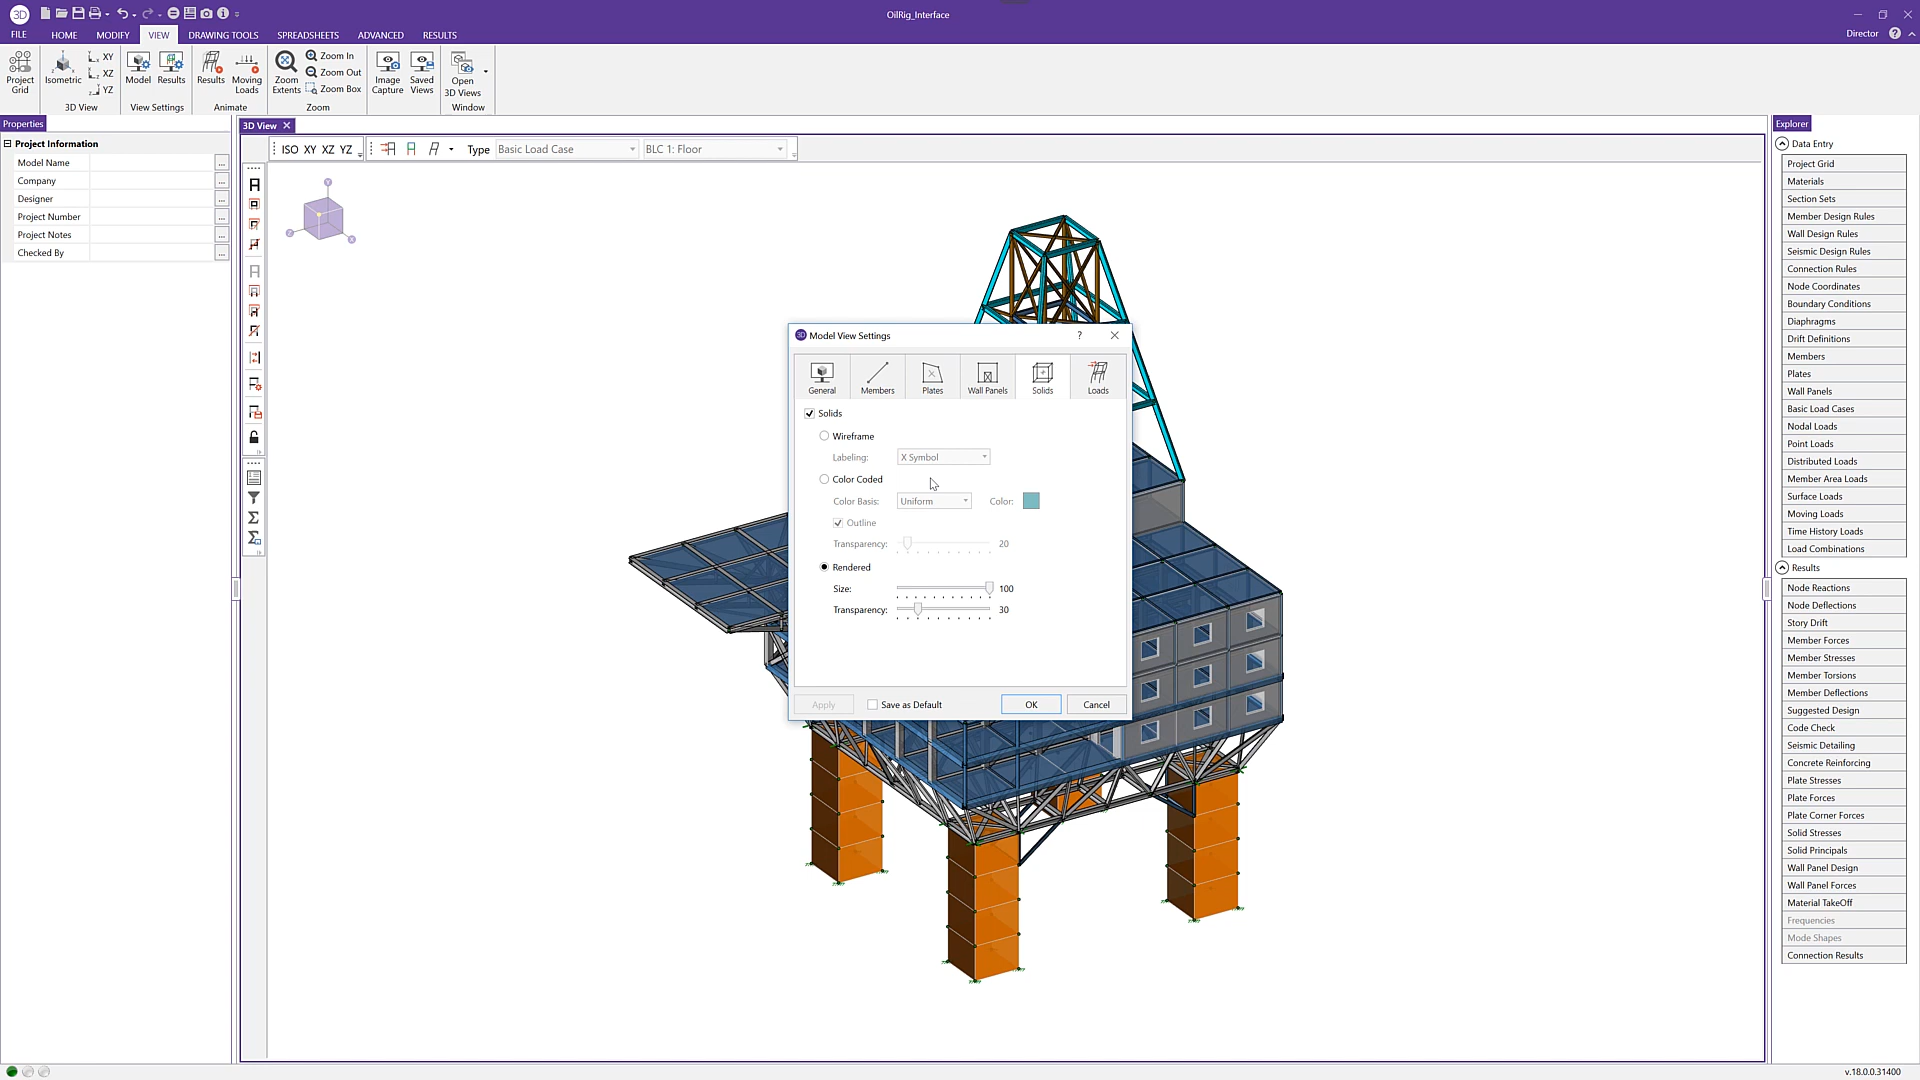 3D
OilRig_Interface
FILE HOME MODIFY VIEW DRAWING TOOLS SPREADSHEETS ADVANCED RESULTS
Director
Project Grid
Isometric
XY
XZ
YZ
3D View
Model Results
View Settings
Results Moving Loads
Animate
Zoom Extents
Zoom In
Zoom Out
Zoom Box
Zoom
Image Capture
Saved Views
Open 3D Views
Window
Properties
Project Information
Model Name ...
Company ...
Designer ...
Project Number ...
Project Notes ...
Checked By ...
3D View
ISO XY XZ YZ
Type Basic Load Case BLC 1: Floor
Y
Z
X
Model View Settings ?
General Members Plates Wall Panels Solids Loads
Solids
Wireframe
Labeling: X Symbol
Color Coded
Color Basis: Uniform Color:
Outline
Transparency: 20
Rendered
Size: 100
Transparency: 30
Apply Save as Default OK Cancel
Explorer
Data Entry
Project Grid
Materials
Section Sets
Member Design Rules
Wall Design Rules
Seismic Design Rules
Connection Rules
Node Coordinates
Boundary Conditions
Diaphragms
Drift Definitions
Members
Plates
Wall Panels
Basic Load Cases
Nodal Loads
Point Loads
Distributed Loads
Member Area Loads
Surface Loads
Moving Loads
Time History Loads
Load Combinations
Results
Node Reactions
Node Deflections
Story Drift
Member Forces
Member Stresses
Member Torsions
Member Deflections
Suggested Design
Code Check
Seismic Detailing
Concrete Reinforcing
Plate Stresses
Plate Forces
Plate Corner Forces
Solid Stresses
Solid Principals
Wall Panel Design
Wall Panel Forces
Material TakeOff
Frequencies
Mode Shapes
Connection Results
v.18.0.0.31400